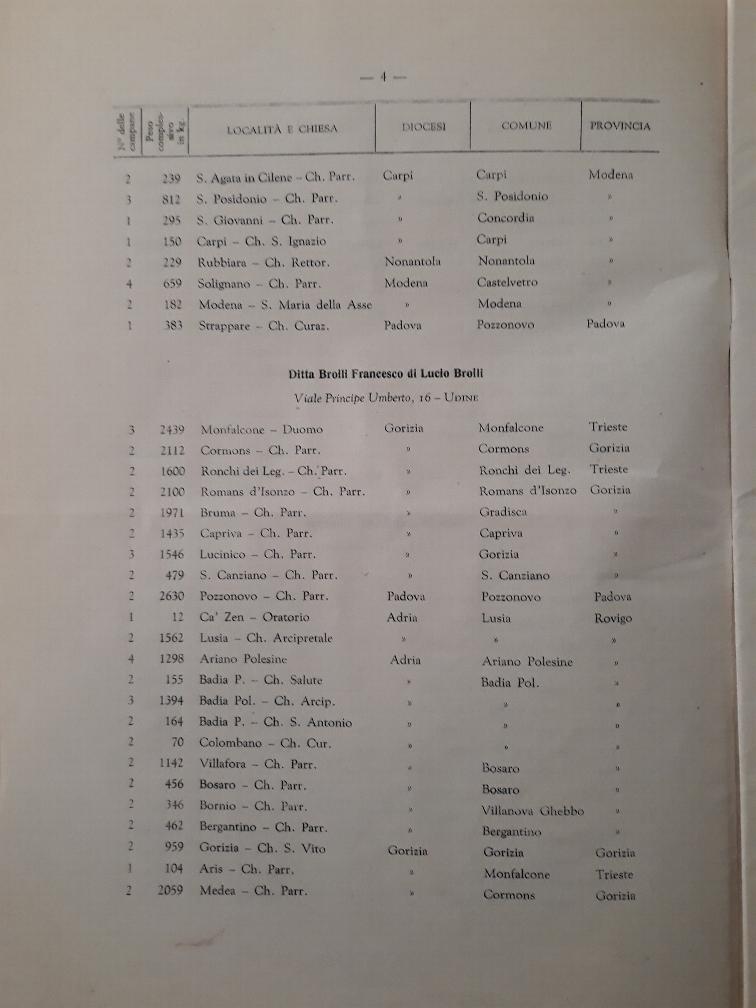 — 4 —
N° delle campane Peso complessivo in kg. LOCALITÀ E CHIESA DIOCESI COMUNE PROVINCIA
2 239 S. Agata in Cilene – Ch. Parr. Carpi Carpi Modena
3 812 S. Posidonio – Ch. Parr. » S. Posidonio »
1 295 S. Giovanni – Ch. Parr. » Concordia »
1 150 Carpi – Ch. S. Ignazio » Carpi »
2 229 Rubbiara – Ch. Rettor. Nonantola Nonantola »
4 659 Solignano – Ch. Parr. Modena Castelvetro »
2 182 Modena – S. Maria della Asse » Modena »
1 383 Strappare – Ch. Curaz. Padova Pozzonovo Padova
Ditta Broili Francesco di Lucio Broili
Viale Principe Umberto, 16 – UDINE
3 2439 Monfalcone – Duomo Gorizia Monfalcone Trieste
2 2112 Cormons – Ch. Parr. » Cormons Gorizia
2 1600 Ronchi dei Leg. – Ch. Parr. » Ronchi dei Leg. Trieste
2 2100 Romans d'Isonzo – Ch. Parr. » Romans d'Isonzo Gorizia
2 1971 Bruma – Ch. Parr. » Gradisca »
2 1435 Capriva – Ch. Parr. » Capriva »
3 1546 Lucinico – Ch. Parr. » Gorizia »
2 479 S. Canziano – Ch. Parr. » S. Canziano »
2 2630 Pozzonovo – Ch. Parr. Padova Pozzonovo Padova
1 12 Ca' Zen – Oratorio Adria Lusia Rovigo
2 1562 Lusia – Ch. Arcipretale » » »
4 1298 Ariano Polesine Adria Ariano Polesine »
2 155 Badia P. – Ch. Salute » Badia Pol. »
3 1394 Badia Pol. – Ch. Arcip. » » »
2 164 Badia P. – Ch. S. Antonio » » »
2 70 Colombano – Ch. Cur. » » »
2 1142 Villafora – Ch. Parr. » Bosaro »
2 456 Bosaro – Ch. Parr. » Bosaro »
2 346 Bornio – Ch. Parr. » Villanova Ghebbo »
2 462 Bergantino – Ch. Parr. » Bergantino »
2 959 Gorizia – Ch. S. Vito Gorizia Gorizia Gorizia
1 104 Aris – Ch. Parr. » Monfalcone Trieste
2 2059 Medea – Ch. Parr. » Cormons Gorizia